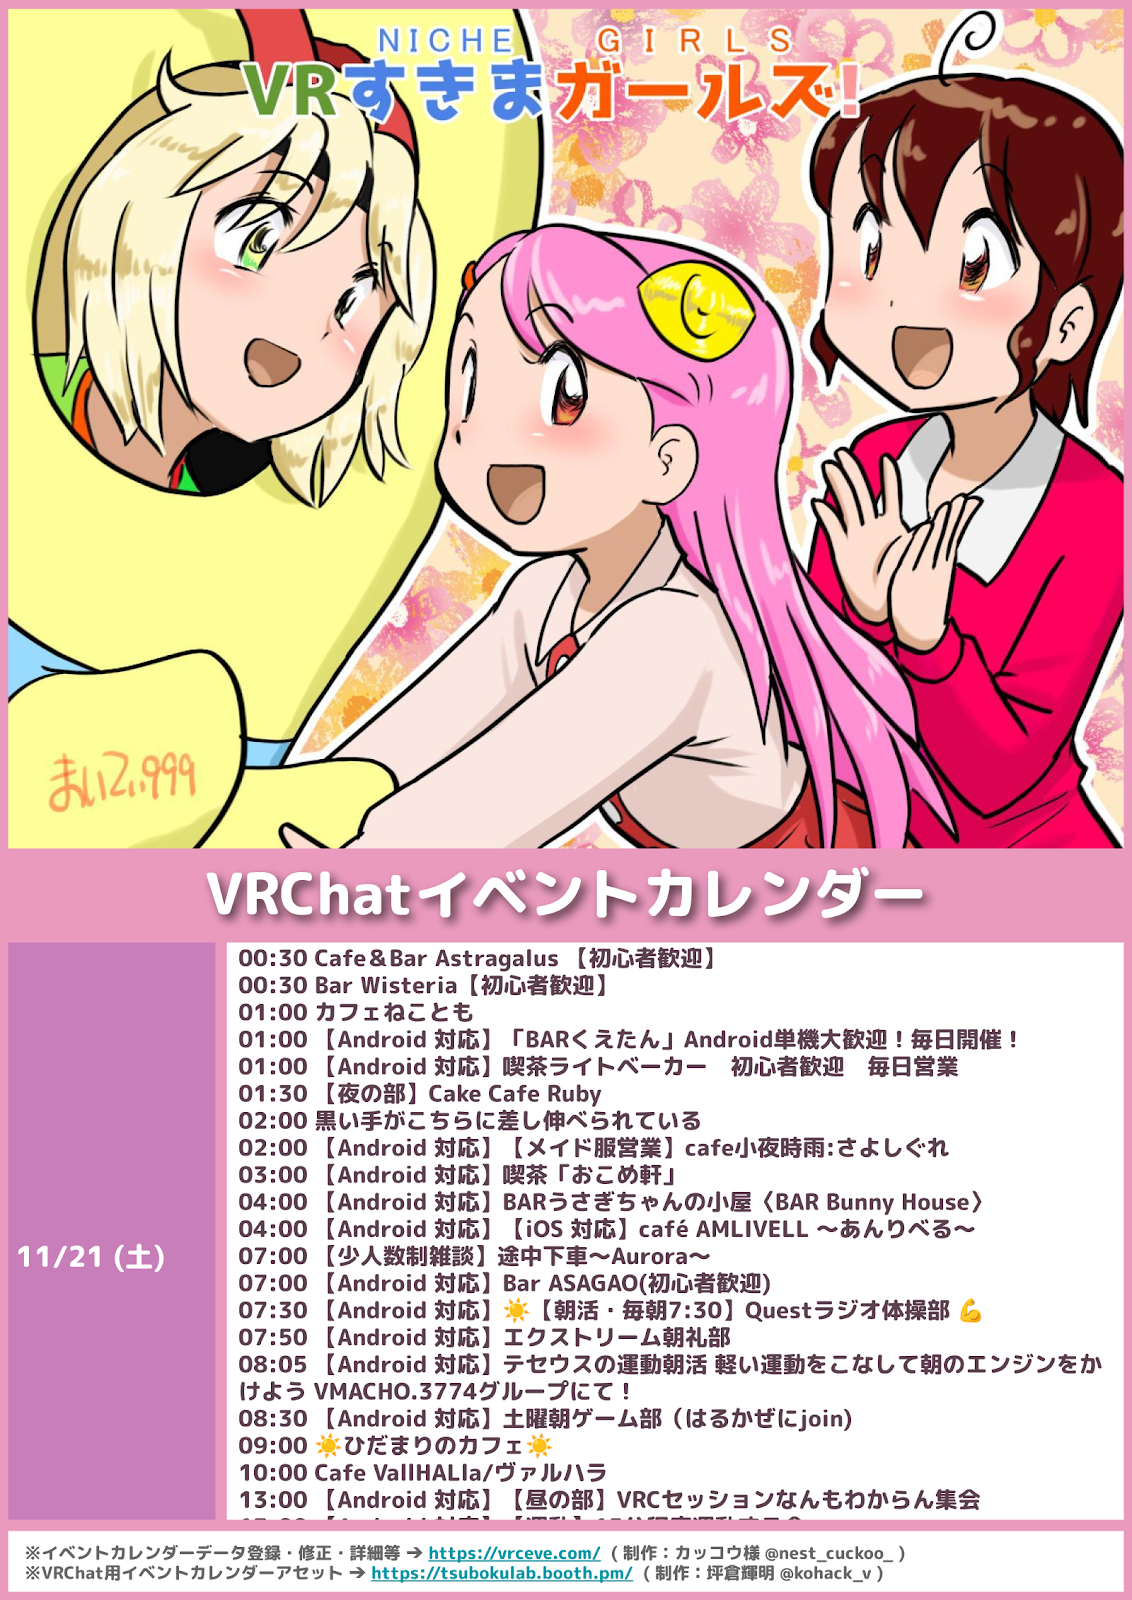 NICHE GIRLS
VRすきまガールズ!
VRChatイベントカレンダー
11/21 (土)
00:30 Cafe&Bar Astragalus 【初心者歓迎】
00:30 Bar Wisteria【初心者歓迎】
01:00 カフェねことも
01:00 【Android 対応】「BARくえたん」Android単機大歓迎！毎日開催！
01:00 【Android 対応】喫茶ライトベーカー　初心者歓迎　毎日営業
01:30 【夜の部】Cake Cafe Ruby
02:00 黒い手がこちらに差し伸べられている
02:00 【Android 対応】【メイド服営業】cafe小夜時雨:さよしぐれ
03:00 【Android 対応】喫茶「おこめ軒」
04:00 【Android 対応】BARうさぎちゃんの小屋〈BAR Bunny House〉
04:00 【Android 対応】【iOS 対応】café AMLIVELL ～あんりべる～
07:00 【少人数制雑談】途中下車～Aurora～
07:00 【Android 対応】Bar ASAGAO(初心者歓迎)
07:30 【Android 対応】☀️【朝活・毎朝7:30】Questラジオ体操部 💪
07:50 【Android 対応】エクストリーム朝礼部
08:05 【Android 対応】テセウスの運動朝活 軽い運動をこなして朝のエンジンをか
けよう VMACHO.3774グループにて！
08:30 【Android 対応】土曜朝ゲーム部（はるかぜにjoin)
09:00 ☀️ひだまりのカフェ☀️
10:00 Cafe VallHALla/ヴァルハラ
13:00 【Android 対応】【昼の部】VRCセッションなんもわからん集会
※イベントカレンダーデータ登録・修正・詳細等 ➔ https://vrceve.com/ ( 制作：カッコウ様 @nest_cuckoo_ )
※VRChat用イベントカレンダーアセット ➔ https://tsubokulab.booth.pm/ ( 制作：坪倉輝明 @kohack_v )